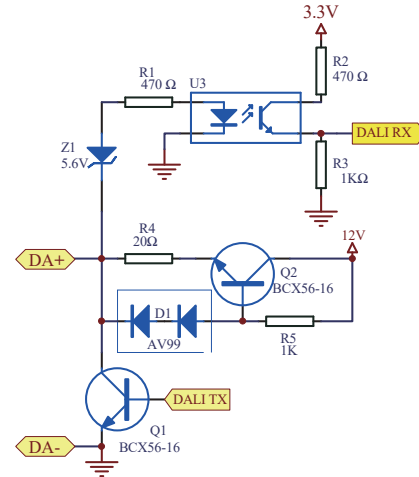 3.3V
R1
470 Ω
U3
R2
470 Ω
DALI RX
Z1
5.6V
R3
1KΩ
R4
20Ω
12V
DA+
Q2
BCX56-16
D1
AV99
R5
1K
DALI TX
Q1
BCX56-16
DA-